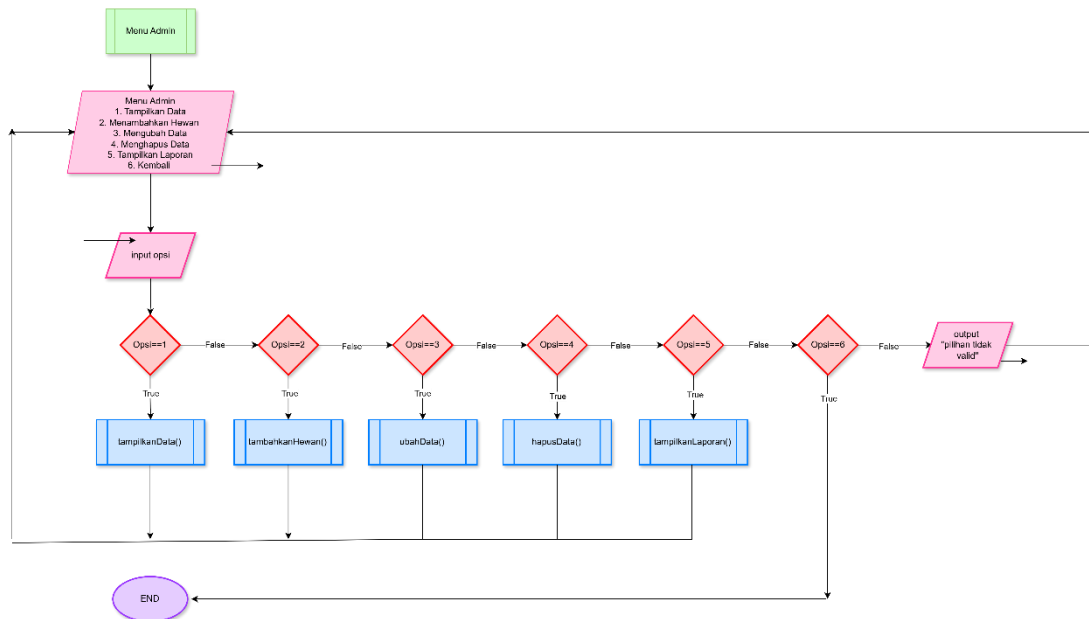 Menu Admin
Menu Admin
1. Tampilkan Data
2. Menambahkan Hewan
3. Mengubah Data
4. Menghapus Data
5. Tampilkan Laporan
6. Kembali
input opsi
Opsi==1
False
Opsi==2
False
Opsi==3
False
Opsi==4
False
Opsi==5
False
Opsi==6
False
output
"pilihan tidak
valid"
True
True
True
True
True
True
tampilkanData()
tambahkanHewan()
ubahData()
hapusData()
tampilkanLaporan()
END